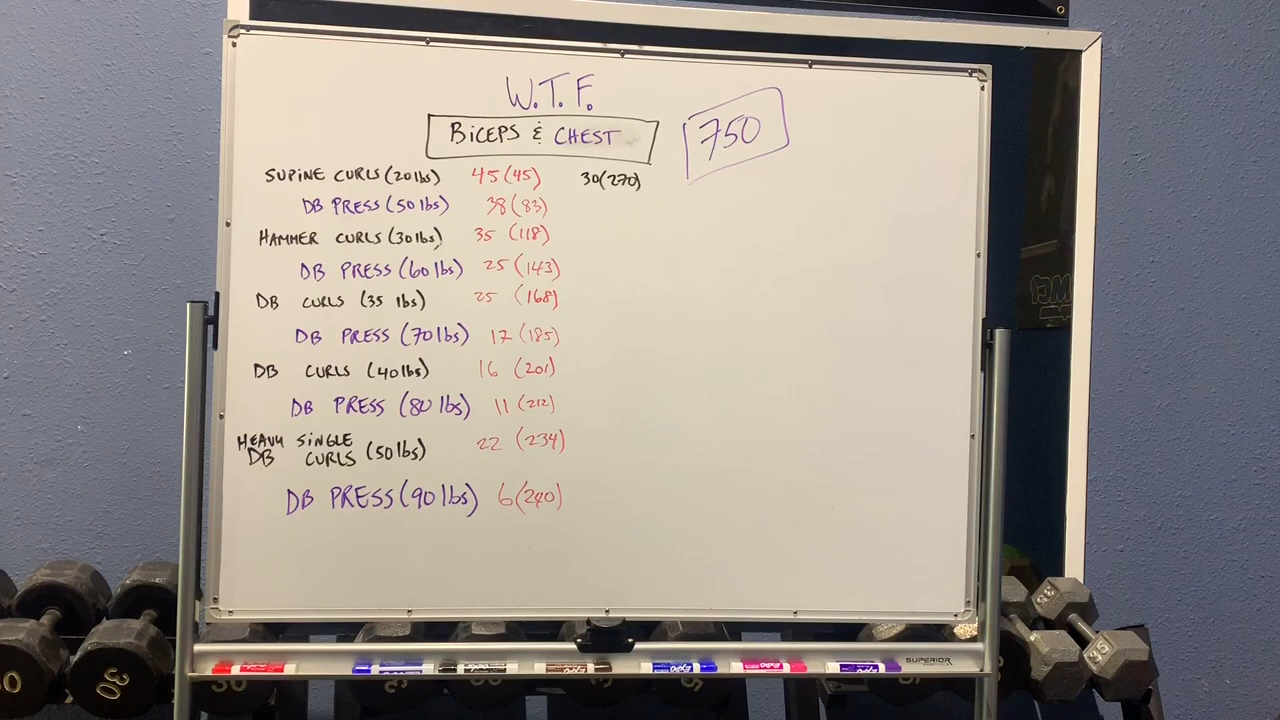 W.T.F.
BICEPS & CHEST
750
SUPINE CURLS (20 lbs) 45 (45) 30 (270)
DB PRESS (50 lbs) 38 (83)
HAMMER CURLS (30 lbs) 35 (118)
DB PRESS (60 lbs) 25 (143)
DB CURLS (35 lbs) 25 (168)
DB PRESS (70 lbs) 17 (185)
DB CURLS (40 lbs) 16 (201)
DB PRESS (80 lbs) 11 (212)
HEAVY SINGLE
DB CURLS (50 lbs) 22 (234)
DB PRESS (90 lbs) 6 (240)
SUPERIOR
30
35